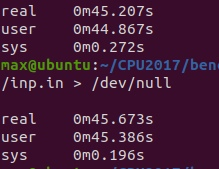 real 0m45.207s
user 0m44.867s
sys 0m0.272s
max@ubuntu:~/CPU2017/ben
/inp.in > /dev/null
real 0m45.673s
user 0m45.386s
sys 0m0.196s